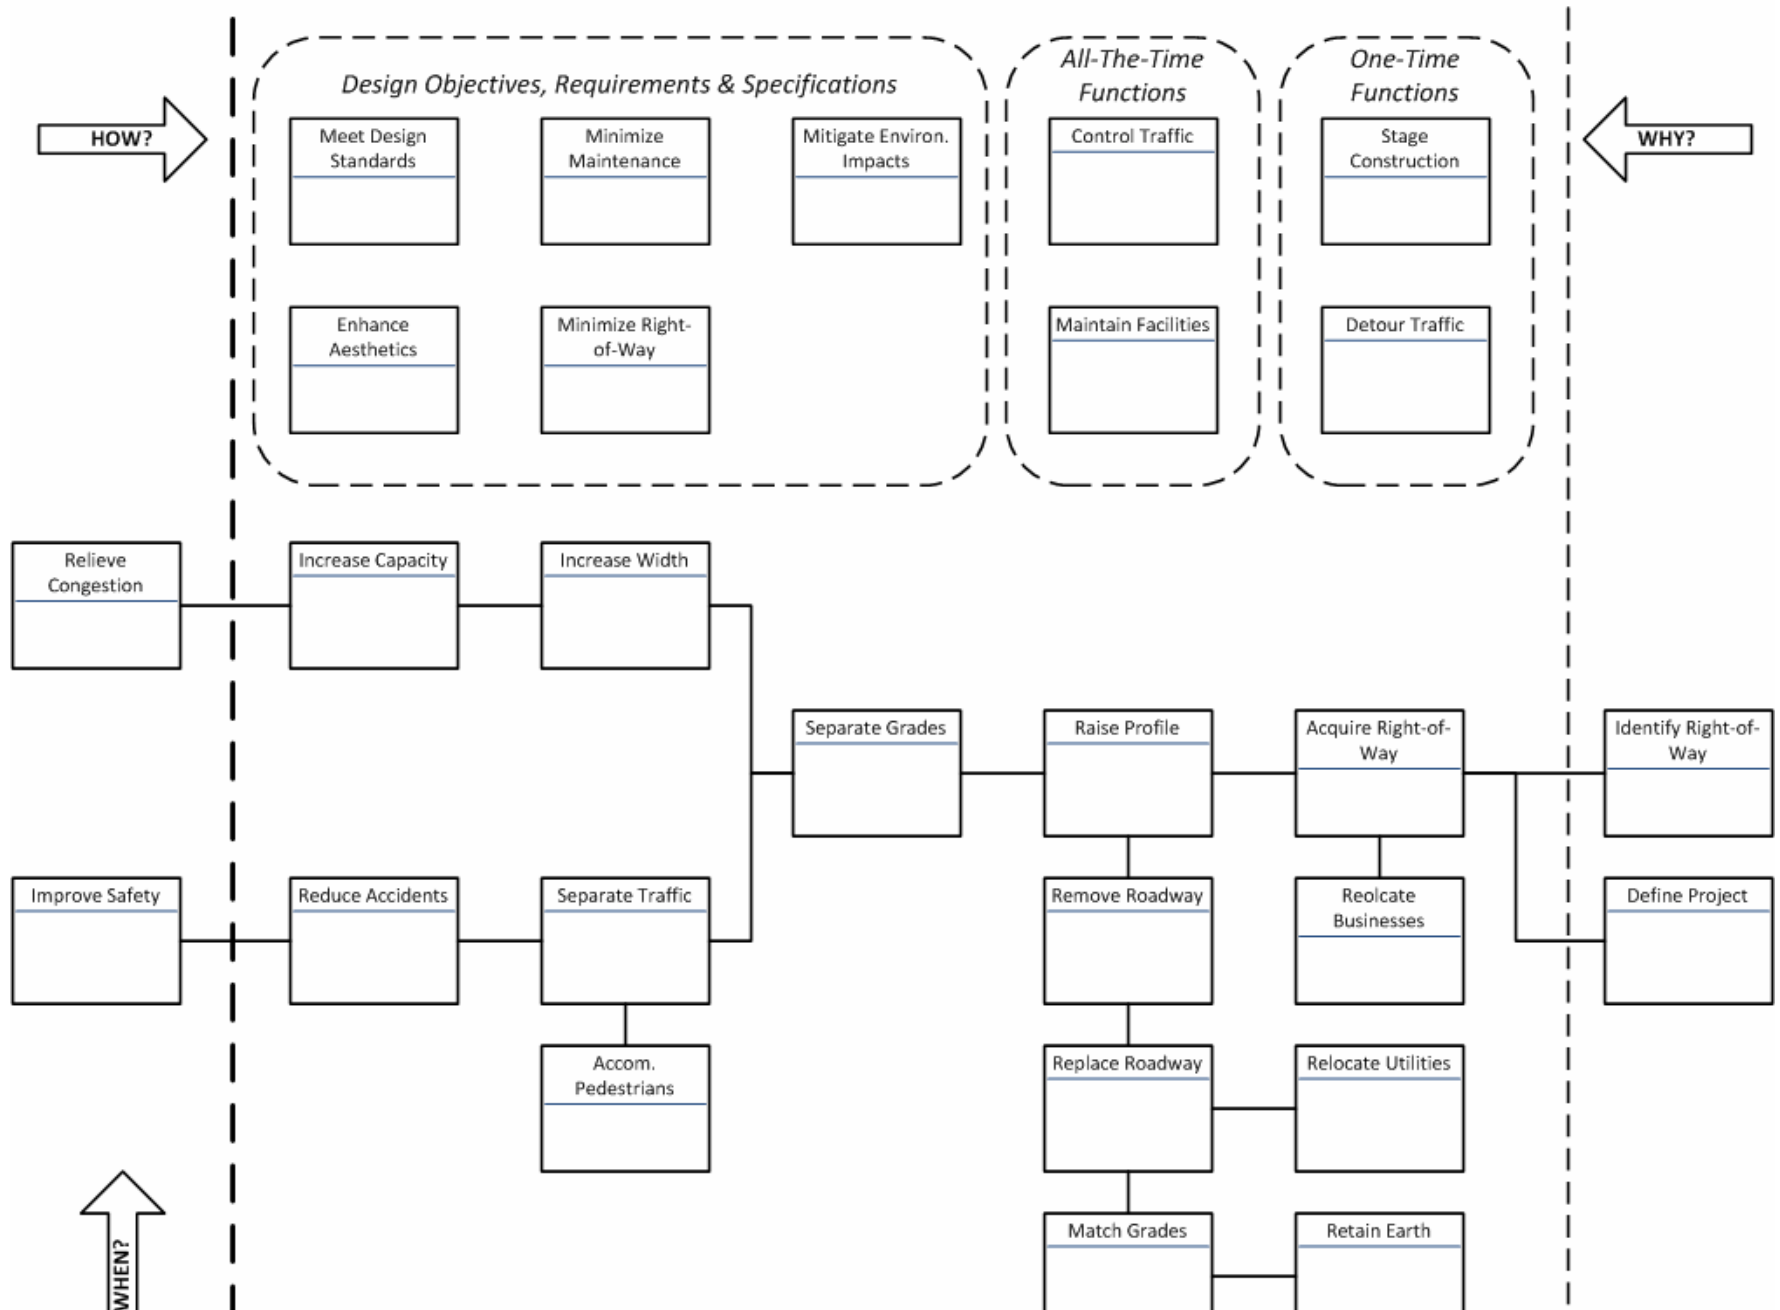 All-The-Time
Functions
One-Time
Functions
Design Objectives, Requirements & Specifications
HOW?
Meet Design
Standards
Minimize
Maintenance
Mitigate Environ.
Impacts
Control Traffic
Stage
Construction
WHY?
Enhance
Aesthetics
Minimize Right-
of-Way
Maintain Facilities
Detour Traffic
Relieve
Congestion
Increase Capacity
Increase Width
Separate Grades
Raise Profile
Acquire Right-of-
Way
Identify Right-of-
Way
Improve Safety
Reduce Accidents
Separate Traffic
Remove Roadway
Reolcate
Businesses
Define Project
Accom.
Pedestrians
Replace Roadway
Relocate Utilities
WHEN?
Match Grades
Retain Earth